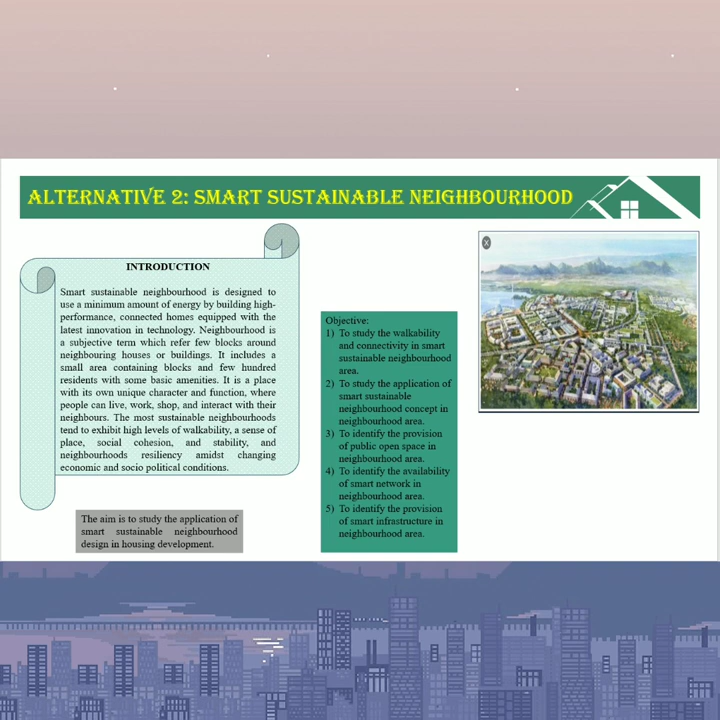 ALTERNATIVE 2: SMART SUSTAINABLE NEIGHBOURHOOD
INTRODUCTION
Smart sustainable neighbourhood is designed to
use a minimum amount of energy by building high-
performance, connected homes equipped with the
latest innovation in technology. Neighbourhood is
a subjective term which refer few blocks around
neighbouring houses or buildings. It includes a
small area containing blocks and few hundred
residents with some basic amenities. It is a place
with its own unique character and function, where
people can live, work, shop, and interact with their
neighbours. The most sustainable neighbourhoods
tend to exhibit high levels of walkability, a sense of
place, social cohesion, and stability, and
neighbourhoods resiliency amidst changing
economic and socio political conditions.
The aim is to study the application of
smart sustainable neighbourhood
design in housing development.
Objective:
1) To study the walkability
and connectivity in smart
sustainable neighbourhood
area.
2) To study the application of
smart sustainable
neighbourhood concept in
neighbourhood area.
3) To identify the provision
of public open space in
neighbourhood area.
4) To identify the availability
of smart network in
neighbourhood area.
5) To identify the provision
of smart infrastructure in
neighbourhood area.
X